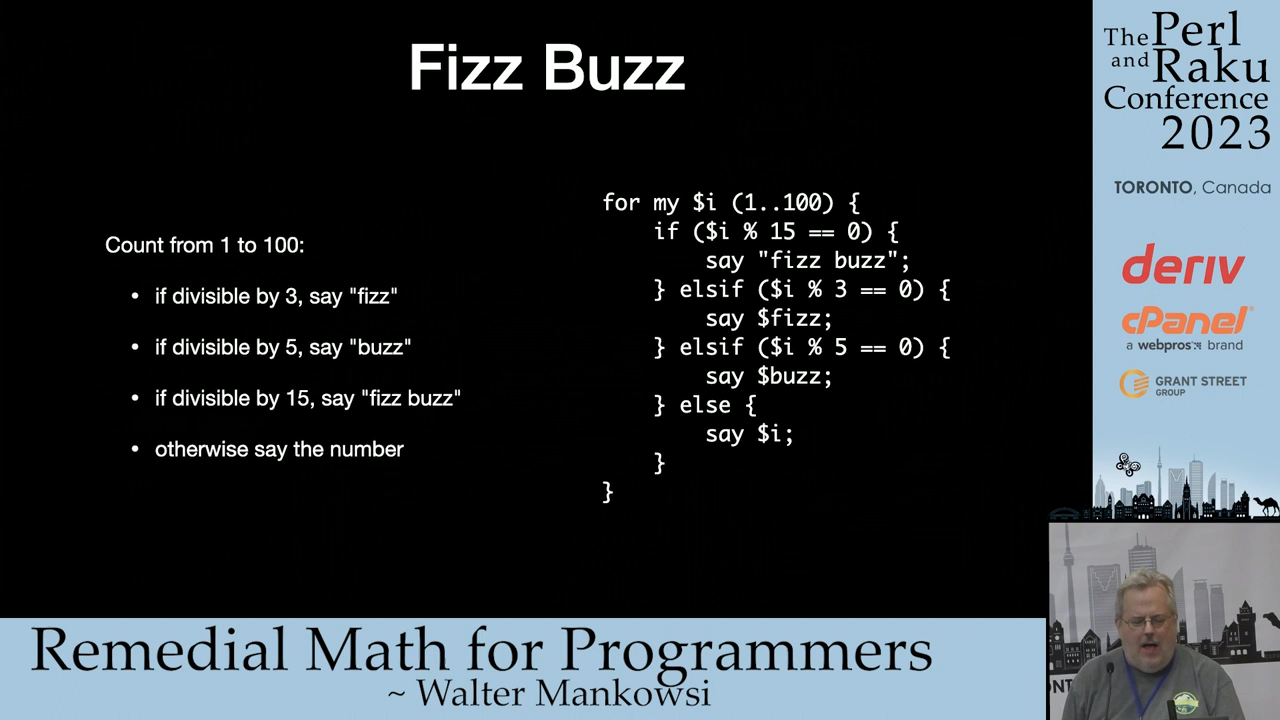 Fizz Buzz
Count from 1 to 100:
• if divisible by 3, say "fizz"
• if divisible by 5, say "buzz"
• if divisible by 15, say "fizz buzz"
• otherwise say the number
for my $i (1..100) {
    if ($i % 15 == 0) {
        say "fizz buzz";
    } elsif ($i % 3 == 0) {
        say $fizz;
    } elsif ($i % 5 == 0) {
        say $buzz;
    } else {
        say $i;
    }
}
The Perl
and Raku
Conference
2023
TORONTO, Canada
deriv
cPanel®
a webpros brand
GRANT STREET
GROUP
Remedial Math for Programmers
~ Walter Mankowsi